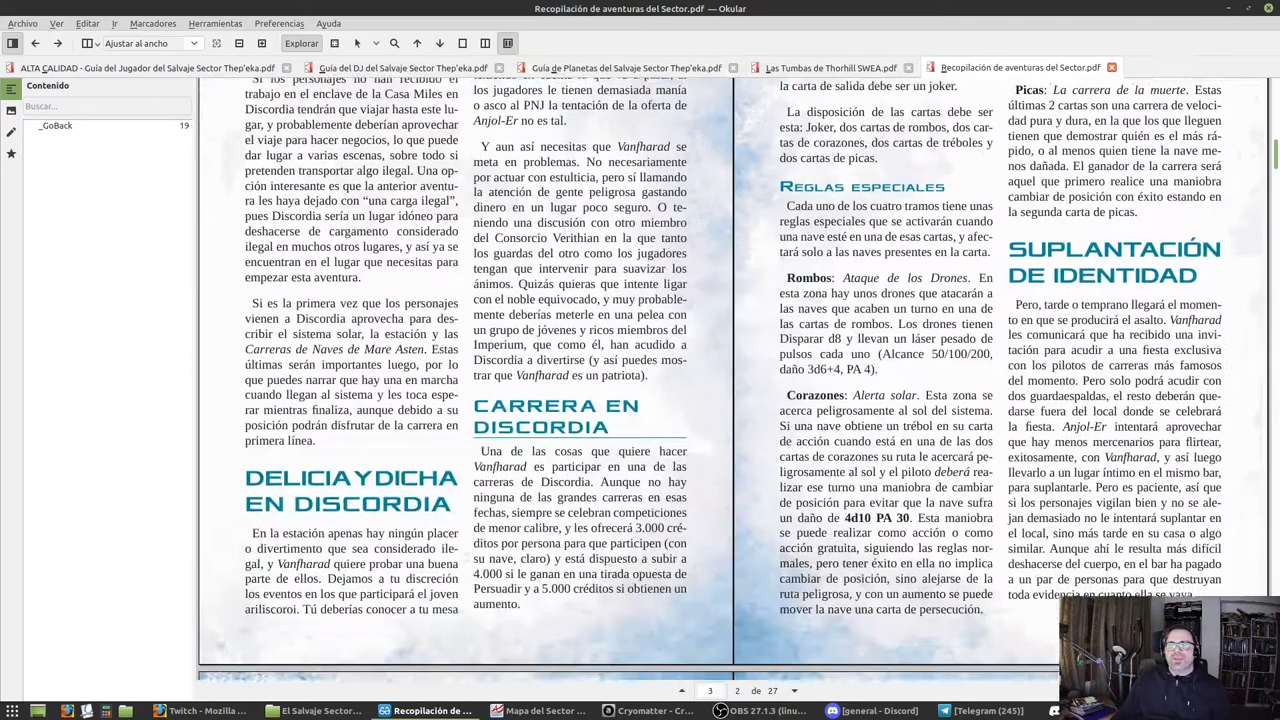 Recopilación de aventuras del Sector.pdf — Okular
Archivo Ver Editar Ir Marcadores Herramientas Preferencias Ayuda
Ajustar al ancho Explorar
ALTA CALIDAD - Guía del Jugador del Salvaje Sector Thep'eka.pdf Guía del DJ del Salvaje Sector Thep'eka.pdf Guía de Planetas del Salvaje Sector Thep'eka.pdf Las Tumbas de Thorhill SWEA.pdf Recopilación de aventuras del Sector.pdf
Contenido
Buscar...
_GoBack 19
Si los personajes no han recibido el
trabajo en el enclave de la Casa Miles en
Discordia tendrán que viajar hasta este lu-
gar, y probablemente deberían aprovechar
el viaje para hacer negocios, lo que puede
dar lugar a varias escenas, sobre todo si
pretenden transportar algo ilegal. Una op-
ción interesante es que la anterior aventu-
ra les haya dejado con “una carga ilegal”,
pues Discordia sería un lugar idóneo para
deshacerse de cargamento considerado
ilegal en muchos otros lugares, y así ya se
encuentran en el lugar que necesitas para
empezar esta aventura.
Si es la primera vez que los personajes
vienen a Discordia aprovecha para des-
cribir el sistema solar, la estación y las
Carreras de Naves de Mare Asten. Estas
últimas serán importantes luego, por lo
que puedes narrar que hay una en marcha
cuando llegan al sistema y les toca espe-
rar mientras finaliza, aunque debido a su
posición podrán disfrutar de la carrera en
primera línea.
DELICIA Y DICHA
EN DISCORDIA
En la estación apenas hay ningún placer
o divertimento que sea considerado ile-
gal, y Vanfharad quiere probar una buena
parte de ellos. Dejamos a tu discreción
los eventos en los que participará el joven
ariliscoroi. Tú deberías conocer a tu mesa
los jugadores le tienen demasiada manía
o asco al PNJ la tentación de la oferta de
Anjol-Er no es tal.
Y aun así necesitas que Vanfharad se
meta en problemas. No necesariamente
por actuar con estulticia, pero sí llamando
la atención de gente peligrosa gastando
dinero en un lugar poco seguro. O te-
niendo una discusión con otro miembro
del Consorcio Verithian en la que tanto
los guardas del otro como los jugadores
tengan que intervenir para suavizar los
ánimos. Quizás quieras que intente ligar
con el noble equivocado, y muy probable-
mente deberías meterle en una pelea con
un grupo de jóvenes y ricos miembros del
Imperium, que como él, han acudido a
Discordia a divertirse (y así puedes mos-
trar que Vanfharad es un patriota).
CARRERA EN
DISCORDIA
Una de las cosas que quiere hacer
Vanfharad es participar en una de las
carreras de Discordia. Aunque no hay
ninguna de las grandes carreras en esas
fechas, siempre se celebran competiciones
de menor calibre, y les ofrecerá 3.000 cré-
ditos por persona para que participen (con
su nave, claro) y está dispuesto a subir a
4.000 si le ganan en una tirada opuesta de
Persuadir y a 5.000 créditos si obtienen un
aumento.
la carta de salida debe ser un joker.
La disposición de las cartas debe ser
esta: Joker, dos cartas de rombos, dos car-
tas de corazones, dos cartas de tréboles y
dos cartas de picas.
REGLAS ESPECIALES
Cada uno de los cuatro tramos tiene unas
reglas especiales que se activarán cuando
una nave esté en una de esas cartas, y afec-
tará solo a las naves presentes en la carta.
Rombos: Ataque de los Drones. En
esta zona hay unos drones que atacarán a
las naves que acaben un turno en una de
las cartas de rombos. Los drones tienen
Disparar d8 y llevan un láser pesado de
pulsos cada uno (Alcance 50/100/200,
daño 3d6+4, PA 4).
Corazones: Alerta solar. Esta zona se
acerca peligrosamente al sol del sistema.
Si una nave obtiene un trébol en su carta
de acción cuando está en una de las dos
cartas de corazones su ruta le acercará pe-
ligrosamente al sol y el piloto deberá rea-
lizar ese turno una maniobra de cambiar
de posición para evitar que la nave sufra
un daño de 4d10 PA 30. Esta maniobra
se puede realizar como acción o como
acción gratuita, siguiendo las reglas nor-
males, pero tener éxito en ella no implica
cambiar de posición, sino alejarse de la
ruta peligrosa, y con un aumento se puede
mover la nave una carta de persecución.
Picas: La carrera de la muerte. Estas
últimas 2 cartas son una carrera de veloci-
dad pura y dura, en la que los que lleguen
tienen que demostrar quién es el más rá-
pido, o al menos quien tiene la nave me-
nos dañada. El ganador de la carrera será
aquel que primero realice una maniobra
cambiar de posición con éxito estando en
la segunda carta de picas.
SUPLANTACIÓN
DE IDENTIDAD
Pero, tarde o temprano llegará el momen-
to en que se producirá el asalto. Vanfharad
les comunicará que ha recibido una invi-
tación para acudir a una fiesta exclusiva
con los pilotos de carreras más famosos
del momento. Pero solo podrá acudir con
dos guardaespaldas, el resto deberán que-
darse fuera del local donde se celebrará
la fiesta. Anjol-Er intentará aprovechar
que hay menos mercenarios para flirtear,
exitosamente, con Vanfharad, y así luego
llevarlo a un lugar íntimo en el mismo bar,
para suplantarle. Pero es paciente, así que
si los personajes vigilan bien y no se ale-
jan demasiado no le intentará suplantar en
el local, sino más tarde en su casa o algo
similar. Aunque ahí le resulta más difícil
deshacerse del cuerpo, en el bar ha pagado
a un par de personas para que destruyan
toda evidencia en cuanto ella se vaya.
3 2 de 27
Twitch - Mozilla ... El Salvaje Sector... Recopilación de ... Mapa del Sector ... Cryomatter - Cr... OBS 27.1.3 (linu... [general - Discord] [Telegram (245)]